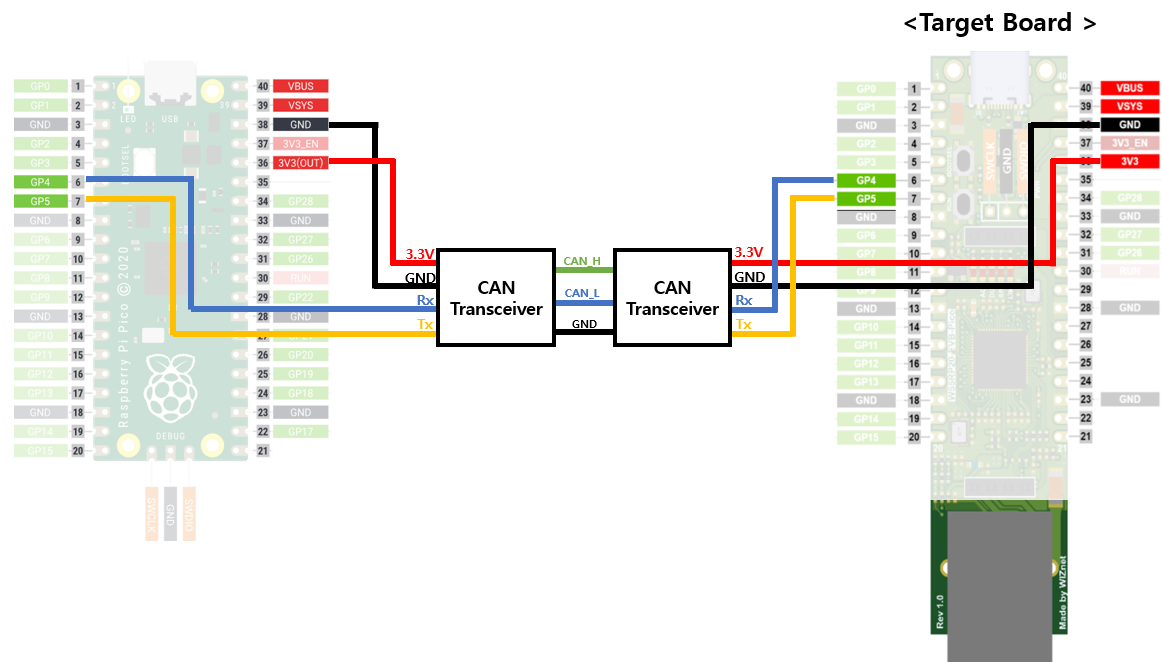 <Target Board >
GP0 1 40 VBUS
GP1 2 39 VSYS
GND 3 38 GND
GP2 4 37 3V3_EN
GP3 5 36 3V3(OUT)
GP4 6 35
GP5 7 34 GP28
GND 8 33 GND
GP6 9 32 GP27
GP7 10 31 GP26
GP8 11 30 RUN
GP9 12 29 GP22
GND 13 28 GND
GP10 14
GP11 15 26 GP20
GP12 16 25 GP19
GP13 17 24 GP18
GND 18 23 GND
GP14 19 22 GP17
GP15 20 21
LED
USB
BOOTSEL
Raspberry Pi Pico © 2020
DEBUG
SWCLK
GND
SWDIO
3.3V
GND
Rx
Tx
CAN
Transceiver
CAN_H
CAN_L
GND
CAN
Transceiver
3.3V
GND
Rx
Tx
GP0 1 40 VBUS
GP1 2 39 VSYS
GND 3 GND
GP2 4 37 3V3_EN
GP3 5 3V3
GP4 6 35
GP5 7 34 GP28
GND 8 33 GND
GP6 9 32 GP27
GP7 10 31 GP26
GP8 11 30 RUN
12 29
GND 13 28 GND
GP10 14 27
GP11 15 26
GP12 16 25
GP13 17 24
GND 18 23 GND
GP14 19 22
GP15 20 21
SWCLK
GND
Rev 1.0
Made by WIZnet